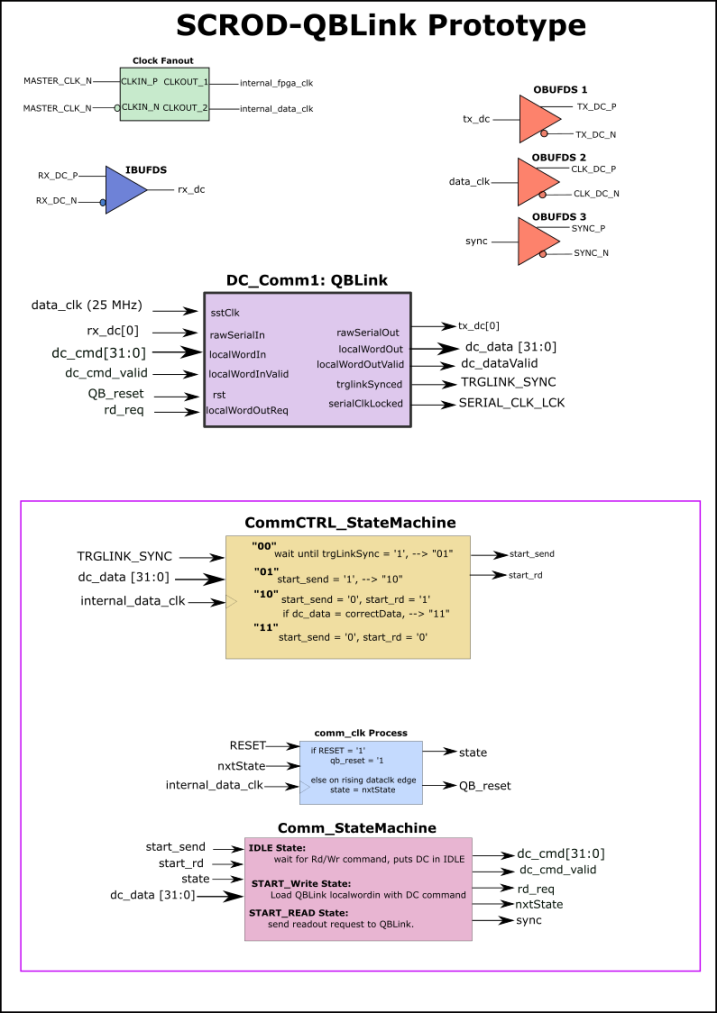 SCROD-QBLink Prototype
Clock Fanout
MASTER_CLK_N
CLKIN_P CLKOUT_1
internal_fpga_clk
MASTER_CLK_N
CLKIN_N CLKOUT_2
internal_data_clk
OBUFDS 1
tx_dc
TX_DC_P
TX_DC_N
IBUFDS
RX_DC_P
RX_DC_N
rx_dc
OBUFDS 2
data_clk
CLK_DC_P
CLK_DC_N
OBUFDS 3
sync
SYNC_P
SYNC_N
DC_Comm1: QBLink
data_clk (25 MHz)
rx_dc[0]
dc_cmd[31:0]
dc_cmd_valid
QB_reset
rd_req
sstClk
rawSerialIn
localWordIn
localWordInValid
rst
localWordOutReq
rawSerialOut
localWordOut
localWordOutValid
trglinkSynced
serialClkLocked
tx_dc[0]
dc_data [31:0]
dc_dataValid
TRGLINK_SYNC
SERIAL_CLK_LCK
CommCTRL_StateMachine
TRGLINK_SYNC
dc_data [31:0]
internal_data_clk
"00"
wait until trgLinkSync = '1', --> "01"
"01"
start_send = '1', --> "10"
"10"
start_send = '0', start_rd = '1'
if dc_data = correctData, --> "11"
"11"
start_send = '0', start_rd = '0'
start_send
start_rd
comm_clk Process
RESET
nxtState
internal_data_clk
if RESET = '1'
qb_reset = '1
else on rising dataclk edge
state = nxtState
state
QB_reset
Comm_StateMachine
start_send
start_rd
state
dc_data [31:0]
IDLE State:
wait for Rd/Wr command, puts DC in IDLE
START_Write State:
Load QBLink localwordin with DC command
START_READ State:
send readout request to QBLink.
dc_cmd[31:0]
dc_cmd_valid
rd_req
nxtState
sync